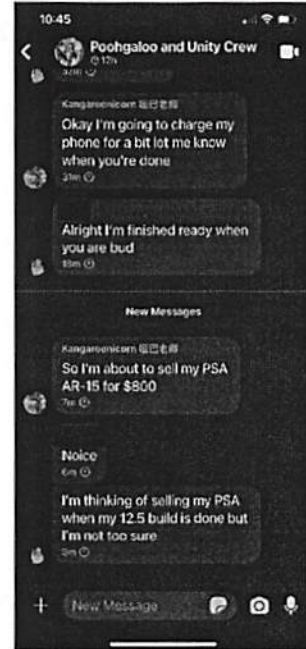 10:45
Poohgaloo and Unity Crew
12h
Okay I'm going to charge my
phone for a bit lot me know
when you're done
31m
Alright I'm finished ready when
you are bud
18m
New Messages
So I'm about to sell my PSA
AR-15 for $800
7m
Noice
6m
I'm thinking of selling my PSA
when my 12.5 build is done but
I'm not too sure
New Message